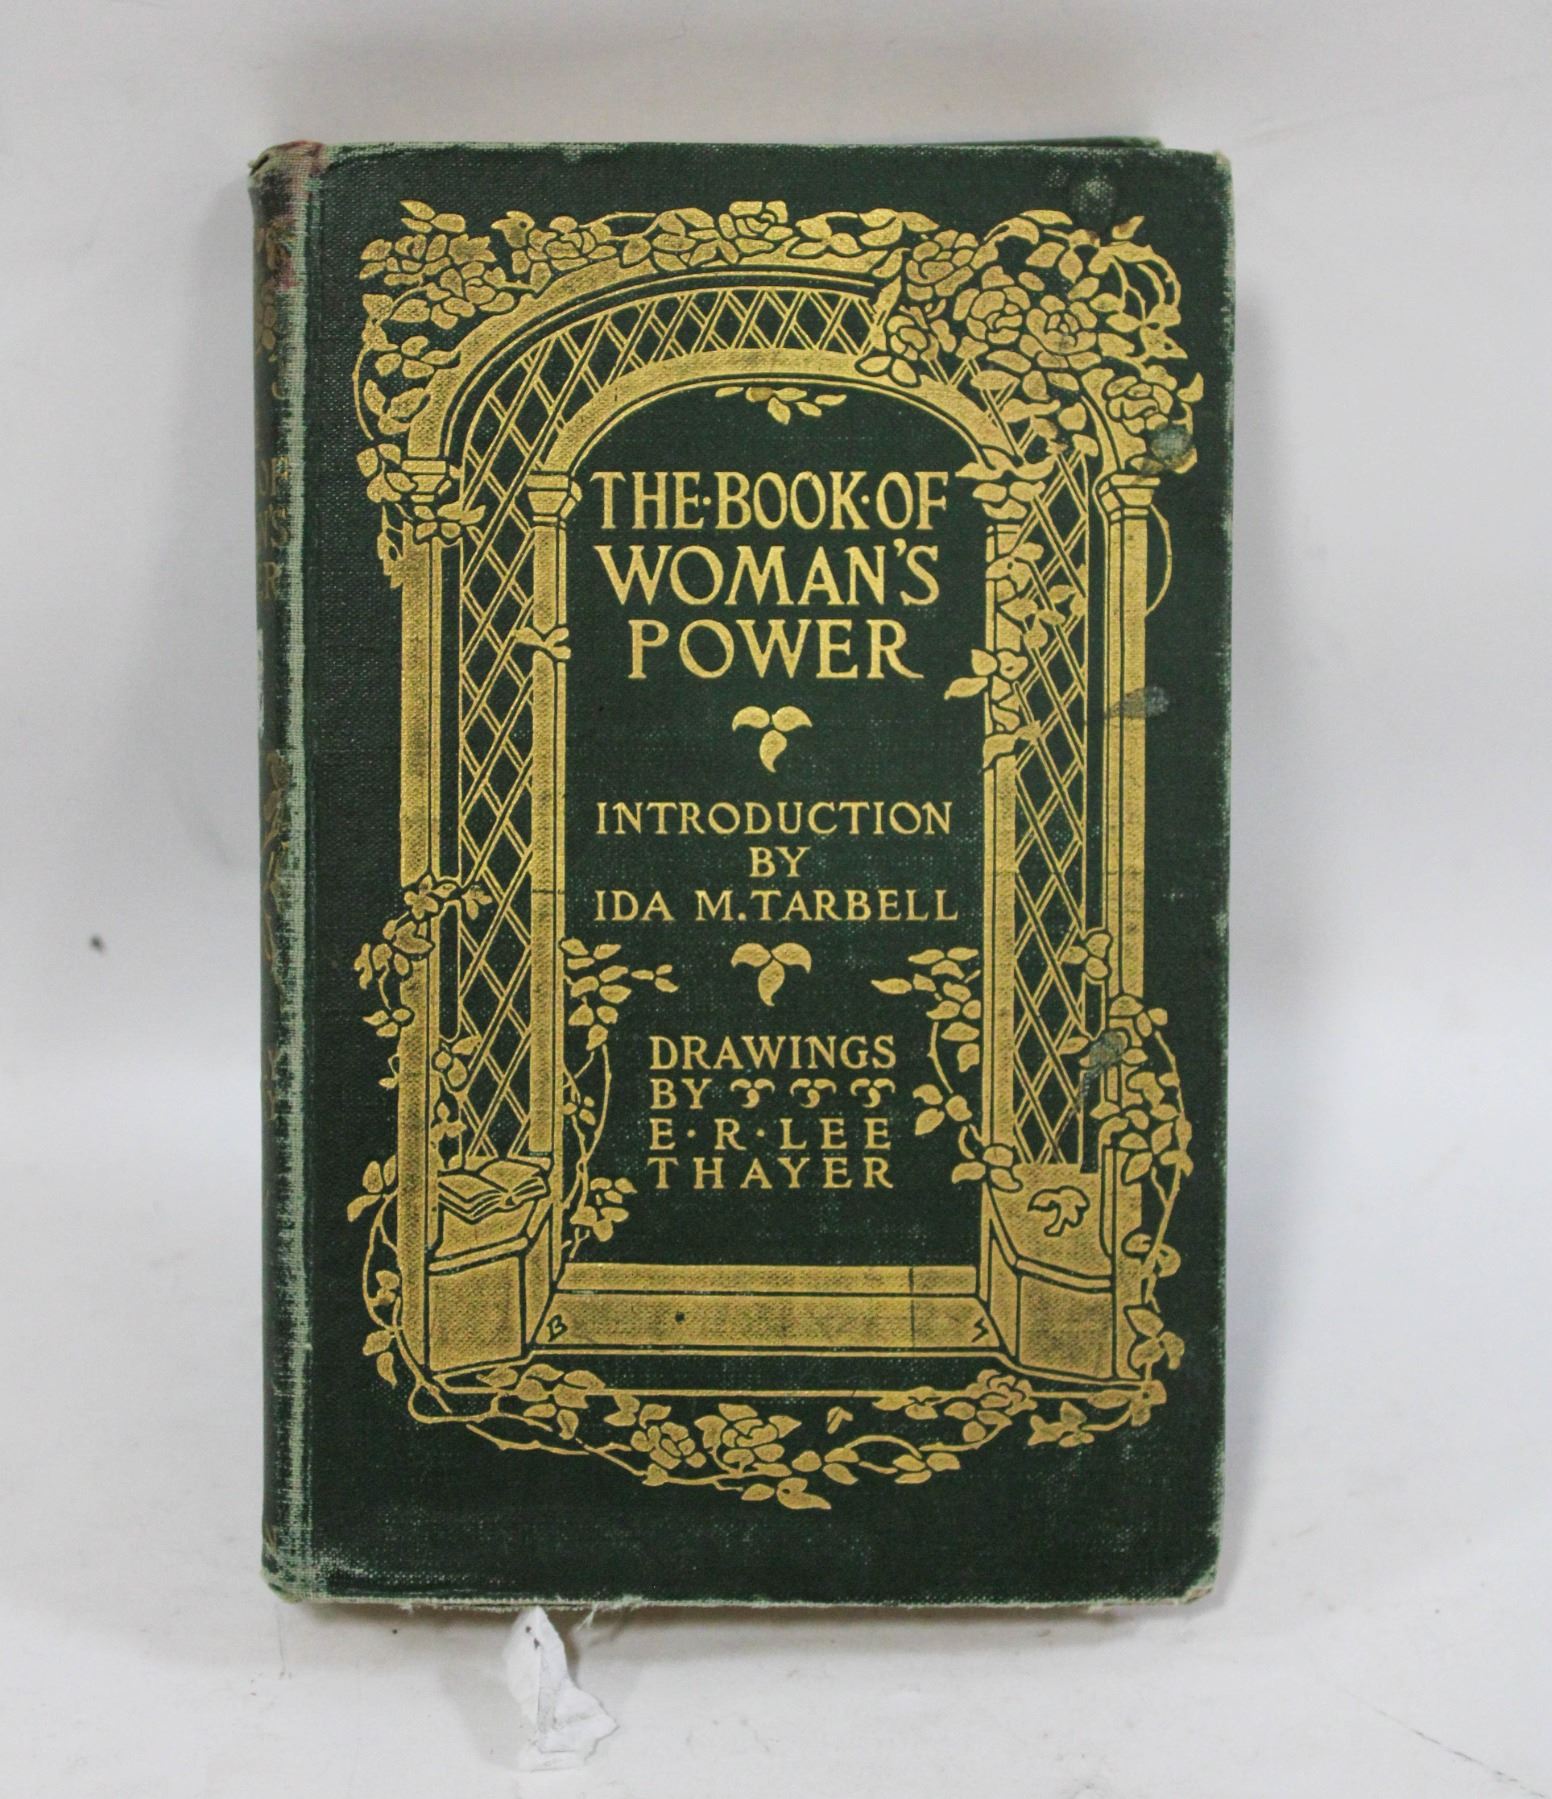 THE·BOOK·OF
WOMAN'S
POWER
INTRODUCTION
BY
IDA M. TARBELL
DRAWINGS
BY
E·R·LEE
THAYER
B S